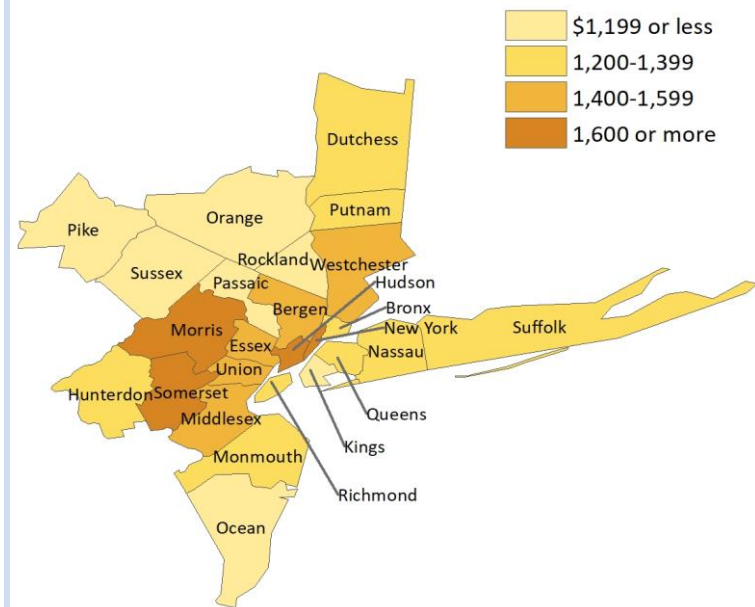 $1,199 or less
1,200-1,399
1,400-1,599
1,600 or more
Dutchess
Putnam
Orange
Pike
Rockland
Westchester
Sussex
Passaic
Hudson
Bergen
Bronx
Morris
New York
Suffolk
Essex
Nassau
Union
Hunterdon
Somerset
Middlesex
Queens
Kings
Monmouth
Richmond
Ocean